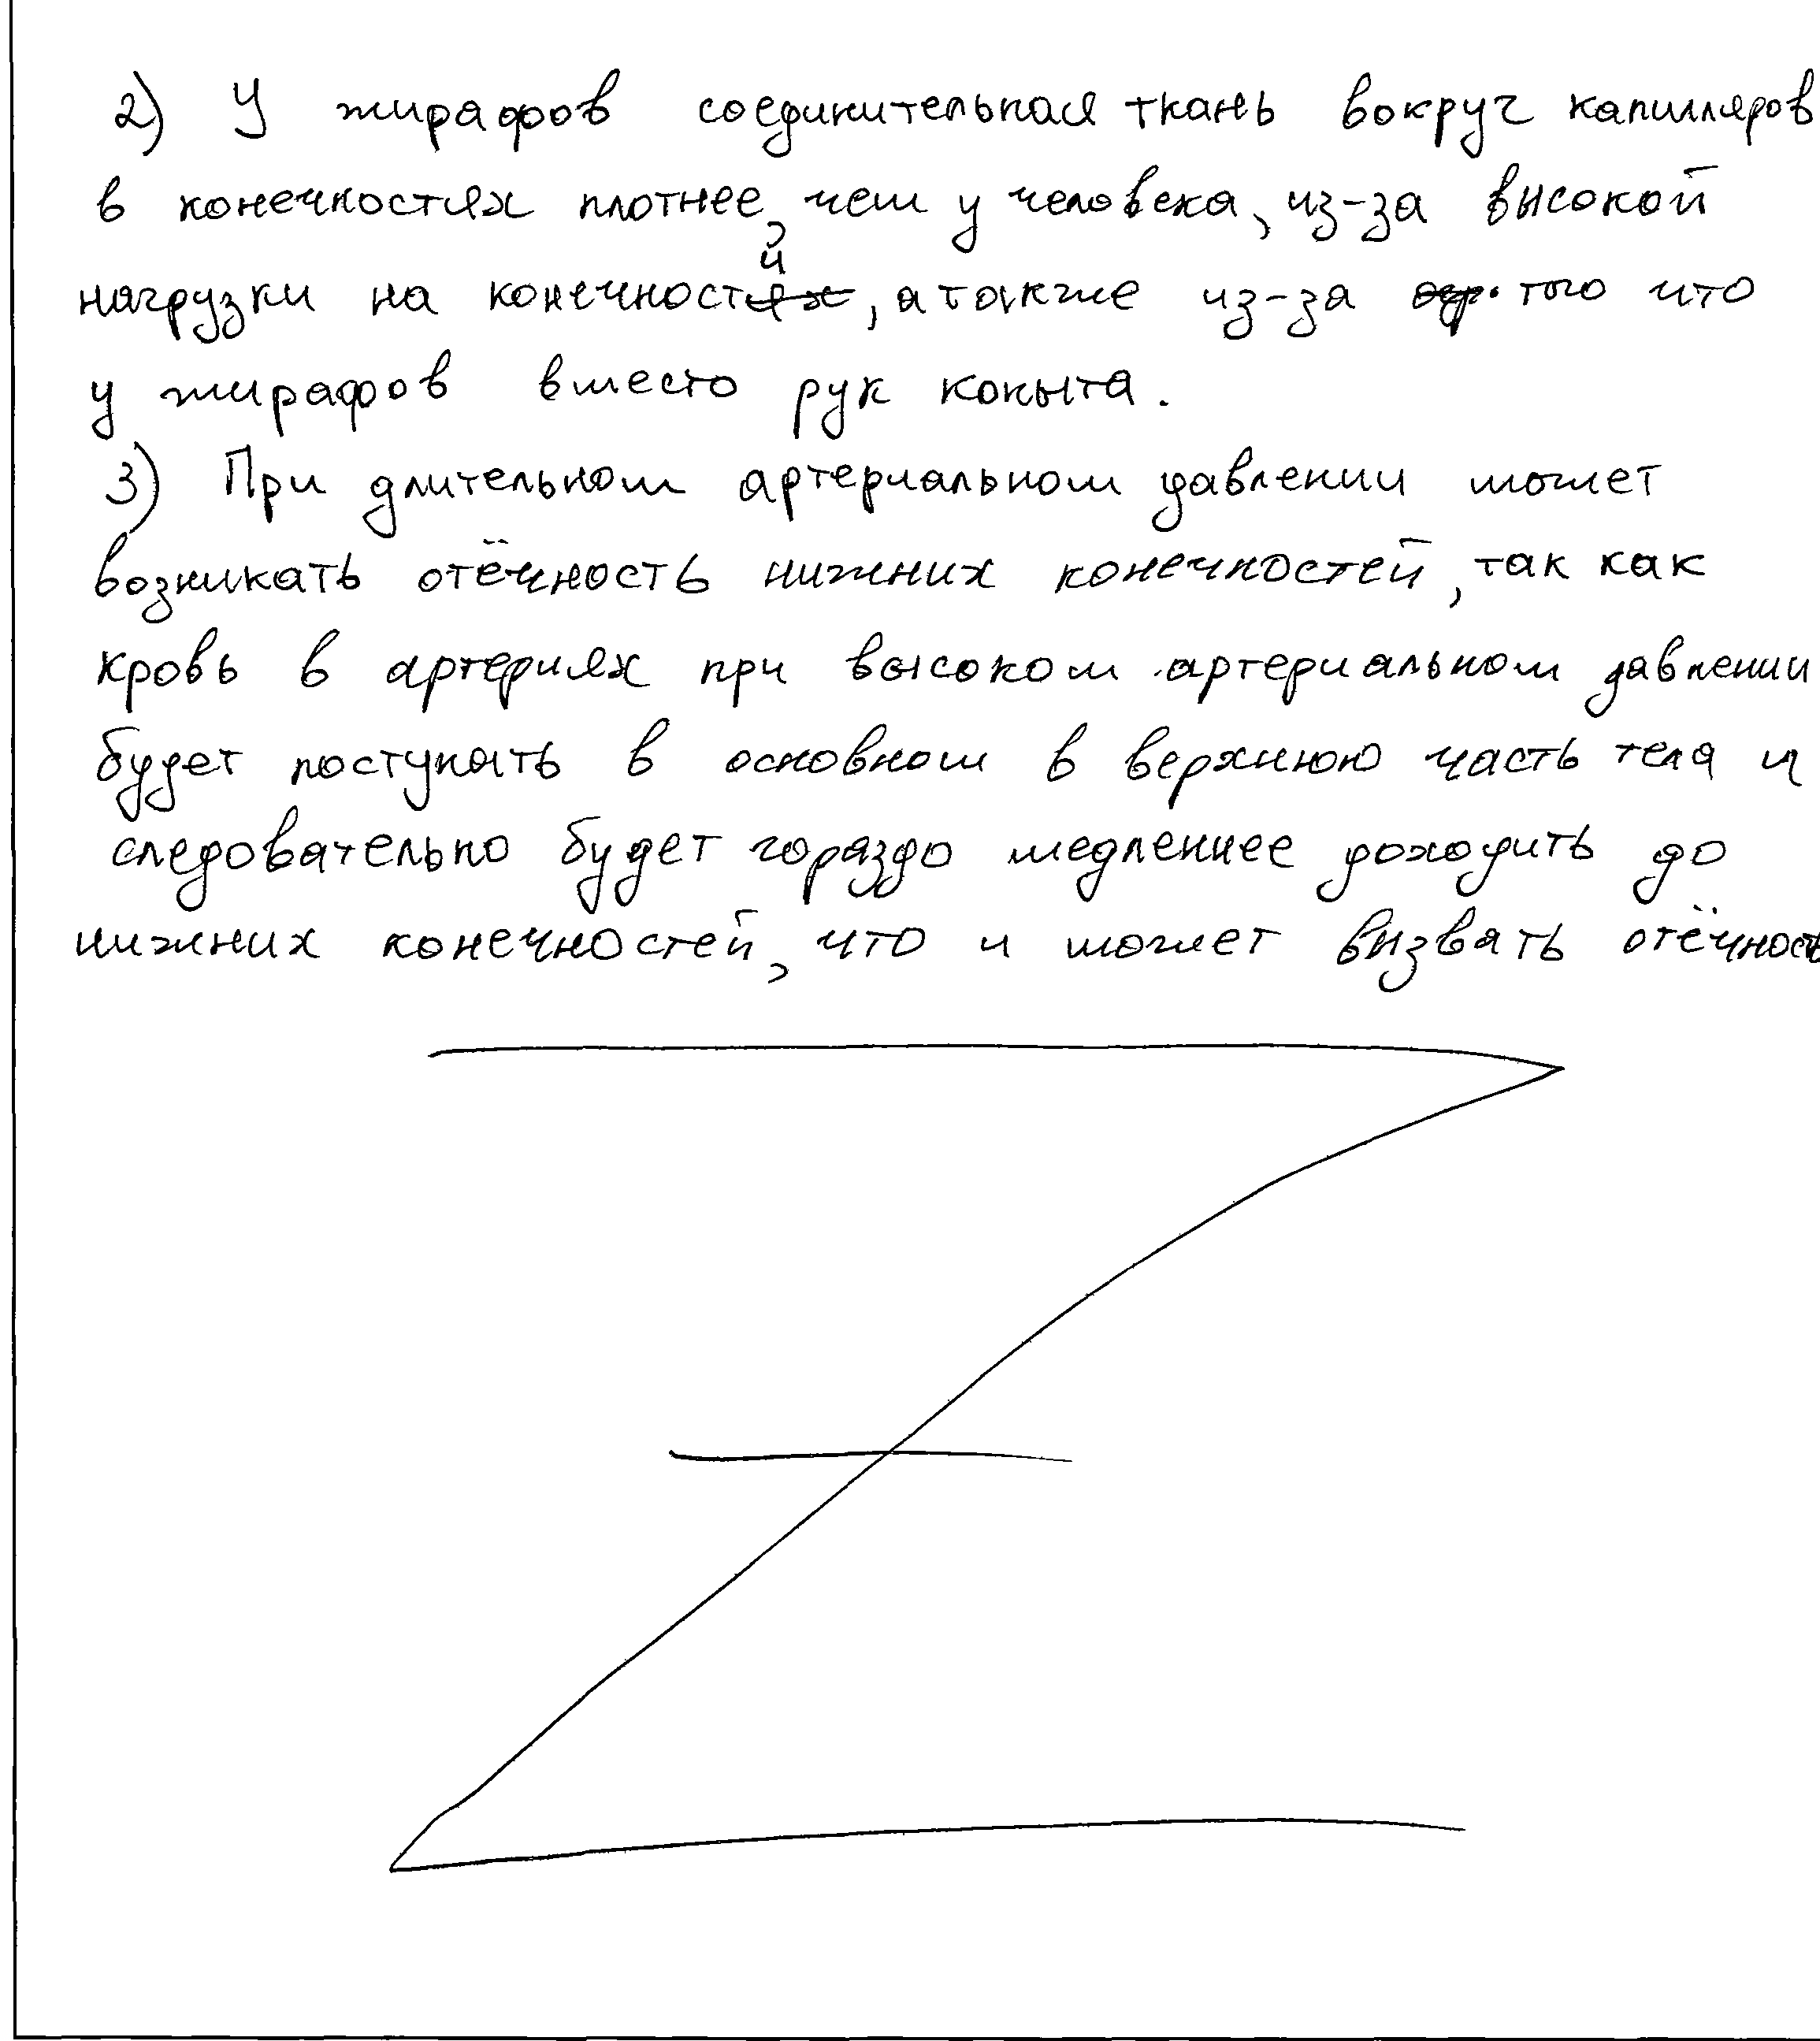 2) У жирафов соединительная ткань вокруг капилляров
в конечностях плотнее, чем у человека, из-за высокой
нагрузки на конечности, а также из-за того что
у жирафов вместо рук копыта.
3) При длительном артериальном давлении может
возникать отёчность нижних конечностей, так как
кровь в артериях при высоком артериальном давлении
будет поступать в основном в верхнюю часть тела и
следовательно будет гораздо медленнее доходить до
нижних конечностей, что и может вызвать отёчность